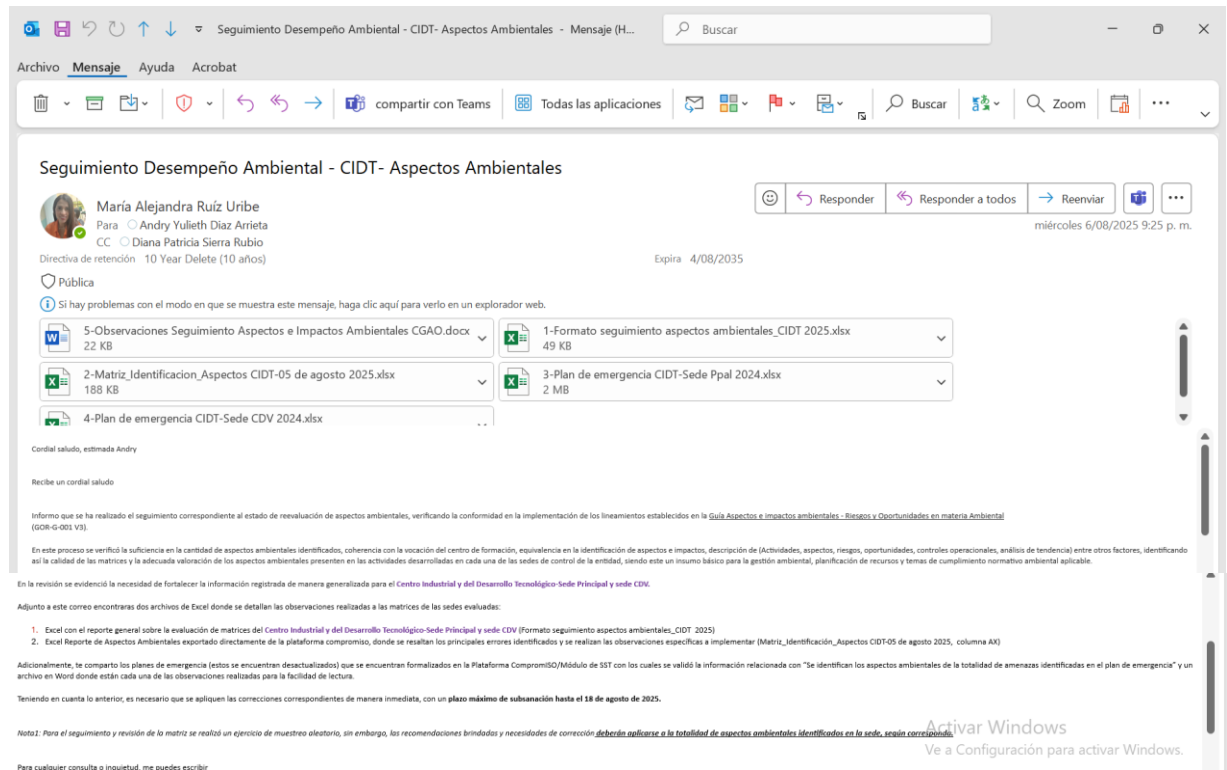 Seguimiento Desempeño Ambiental - CIDT- Aspectos Ambientales - Mensaje (H...
Buscar
Archivo Mensaje Ayuda Acrobat
compartir con Teams Todas las aplicaciones Buscar Zoom
Seguimiento Desempeño Ambiental - CIDT- Aspectos Ambientales
María Alejandra Ruíz Uribe
Para Andry Yulieth Diaz Arrieta
CC Diana Patricia Sierra Rubio
Responder Responder a todos Reenviar
miércoles 6/08/2025 9:25 p. m.
Directiva de retención 10 Year Delete (10 años) Expira 4/08/2035
Pública
Si hay problemas con el modo en que se muestra este mensaje, haga clic aquí para verlo en un explorador web.
5-Observaciones Seguimiento Aspectos e Impactos Ambientales CGAO.docx
22 KB
1-Formato seguimiento aspectos ambientales_CIDT 2025.xlsx
49 KB
2-Matriz_Identificacion_Aspectos CIDT-05 de agosto 2025.xlsx
188 KB
3-Plan de emergencia CIDT-Sede Ppal 2024.xlsx
2 MB
4-Plan de emergencia CIDT-Sede CDV 2024.xlsx
Cordial saludo, estimada Andry
Recibe un cordial saludo
Informo que se ha realizado el seguimiento correspondiente al estado de reevaluación de aspectos ambientales, verificando la conformidad en la implementación de los lineamientos establecidos en la Guía Aspectos e impactos ambientales - Riesgos y Oportunidades en materia Ambiental
(GOR-G-001 V3).
En este proceso se verificó la suficiencia en la cantidad de aspectos ambientales identificados, coherencia con la vocación del centro de formación, equivalencia en la identificación de aspectos e impactos, descripción de (Actividades, aspectos, riesgos, oportunidades, controles operacionales, análisis de tendencia) entre otros factores, identificando
así la calidad de las matrices y la adecuada valoración de los aspectos ambientales presentes en las actividades desarrolladas en cada una de las sedes de control de la entidad, siendo este un insumo básico para la gestión ambiental, planificación de recursos y temas de cumplimiento normativo ambiental aplicable.
En la revisión se evidenció la necesidad de fortalecer la información registrada de manera generalizada para el Centro Industrial y del Desarrollo Tecnológico-Sede Principal y sede CDV.
Adjunto a este correo encontraras dos archivos de Excel donde se detallan las observaciones realizadas a las matrices de las sedes evaluadas:
1. Excel con el reporte general sobre la evaluación de matrices del Centro Industrial y del Desarrollo Tecnológico-Sede Principal y sede CDV (Formato seguimiento aspectos ambientales_CIDT 2025)
2. Excel Reporte de Aspectos Ambientales exportado directamente de la plataforma compromiso, donde se resaltan los principales errores identificados y se realizan las observaciones específicas a implementar (Matriz_Identificación_Aspectos CIDT-05 de agosto 2025, columna AX)
Adicionalmente, te comparto los planes de emergencia (estos se encuentran desactualizados) que se encuentran formalizados en la Plataforma CompromISO/Módulo de SST con los cuales se validó la información relacionada con "Se identifican los aspectos ambientales de la totalidad de amenazas identificadas en el plan de emergencia" y un
archivo en Word donde están cada una de las observaciones realizadas para la facilidad de lectura.
Teniendo en cuenta lo anterior, es necesario que se apliquen las correcciones correspondientes de manera inmediata, con un plazo máximo de subsanación hasta el 18 de agosto de 2025.
Nota1: Para el seguimiento y revisión de la matriz se realizó un ejercicio de muestreo aleatorio, sin embargo, las recomendaciones brindadas y necesidades de corrección deberán aplicarse a la totalidad de aspectos ambientales identificados en la sede, según corresponda.
Activar Windows
Ve a Configuración para activar Windows.
Para cualquier consulta o inquietud, me puedes escribir